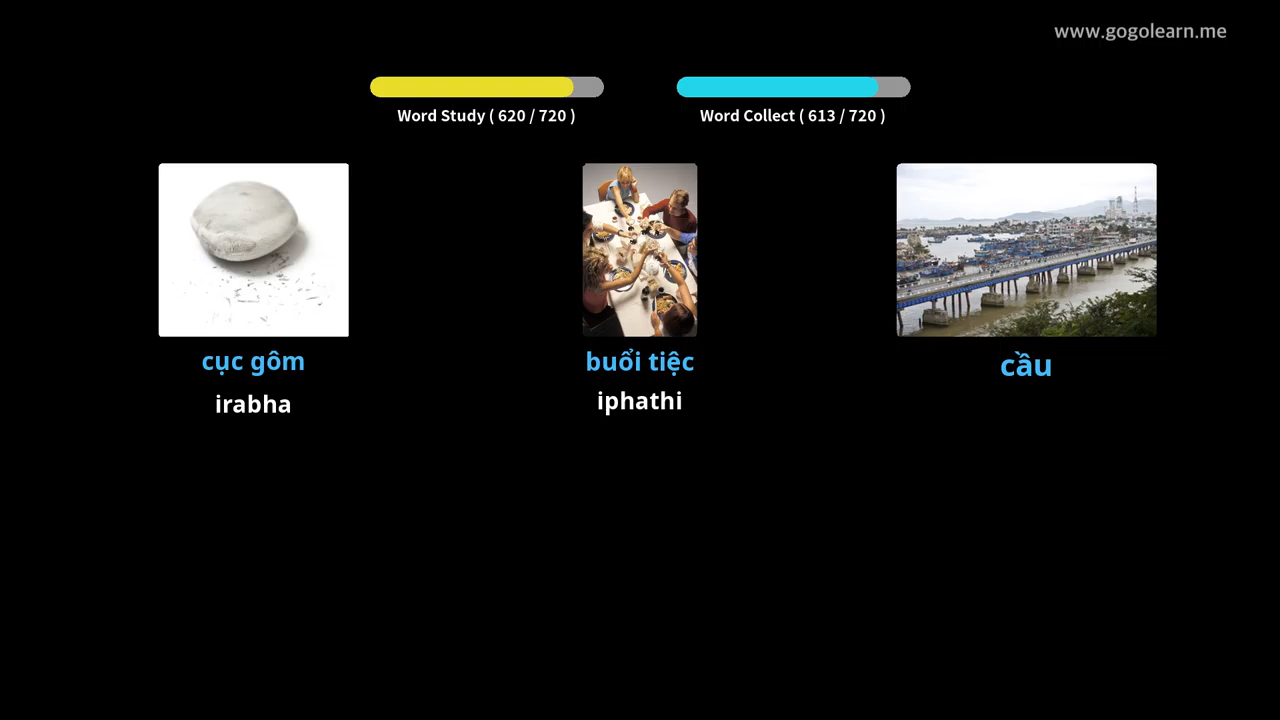 www.gogolearn.me
Word Study ( 620 / 720 )
Word Collect ( 613 / 720 )
cục gôm
buổi tiệc
cầu
irabha
iphathi